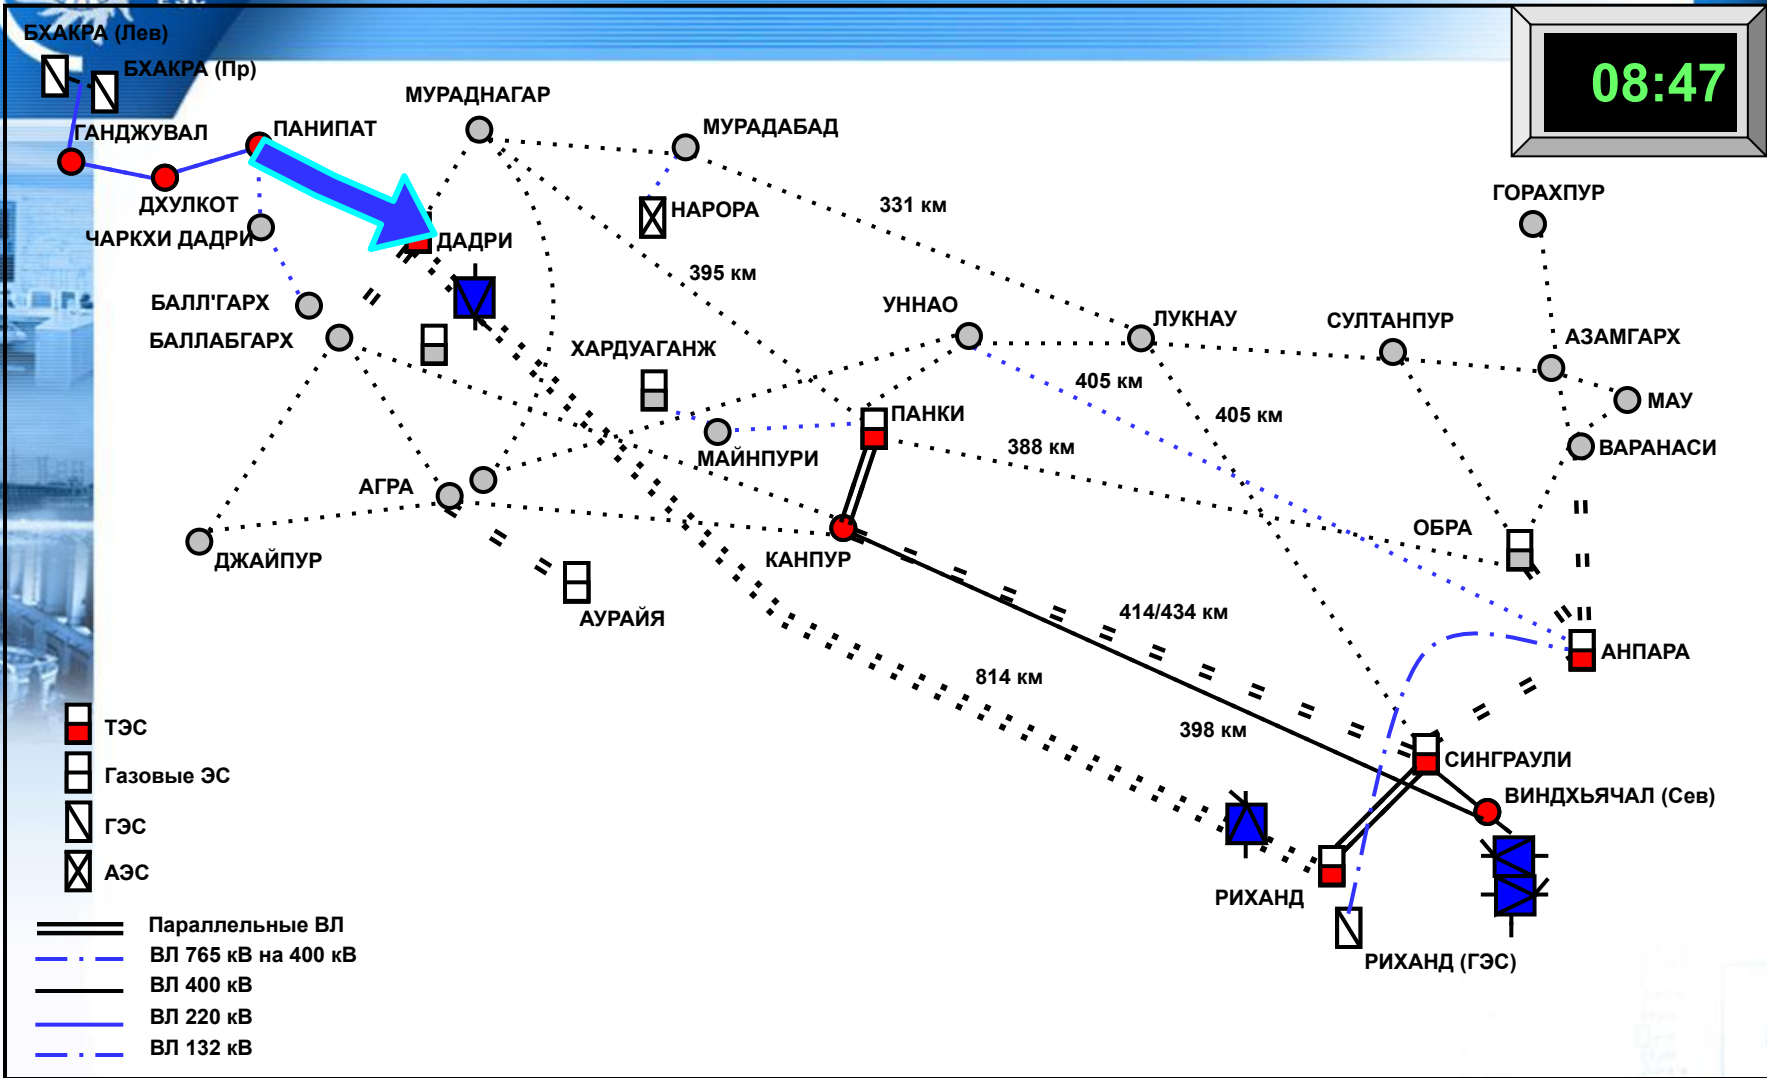 ЕЭС
БХАКРА (Лев)
БХАКРА (Пр)
08:47
МУРАДНАГАР
ГАНДЖУВАЛ
ПАНИПАТ
МУРАДАБАД
ДХУЛКОТ
НАРОРА
331 км
ГОРАХПУР
ЧАРКХИ ДАДРИ
ДАДРИ
395 км
БАЛЛ'ГАРХ
УННАО
ЛУКНАУ
СУЛТАНПУР
АЗАМГАРХ
БАЛЛАБГАРХ
ХАРДУАГАНЖ
405 км
МАУ
ПАНКИ
405 км
388 км
ВАРАНАСИ
МАЙНПУРИ
АГРА
ОБРА
ДЖАЙПУР
КАНПУР
414/434 км
АУРАЙЯ
АНПАРА
814 км
398 км
ТЭС
СИНГРАУЛИ
Газовые ЭС
ВИНДХЬЯЧАЛ (Сев)
ГЭС
АЭС
РИХАНД
РИХАНД (ГЭС)
Параллельные ВЛ
ВЛ 765 кВ на 400 кВ
ВЛ 400 кВ
ВЛ 220 кВ
ВЛ 132 кВ